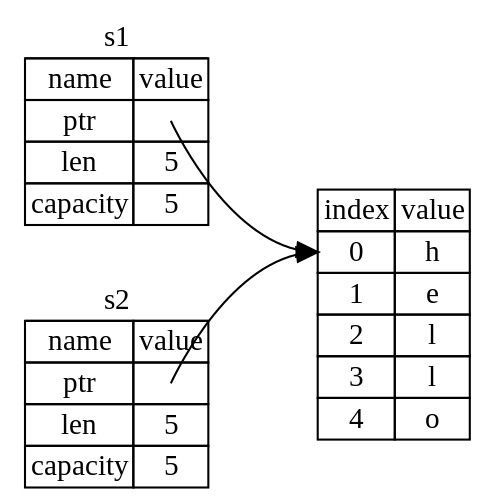 s1
name value
ptr
len 5
capacity 5
s2
name value
ptr
len 5
capacity 5
index value
0 h
1 e
2 l
3 l
4 o